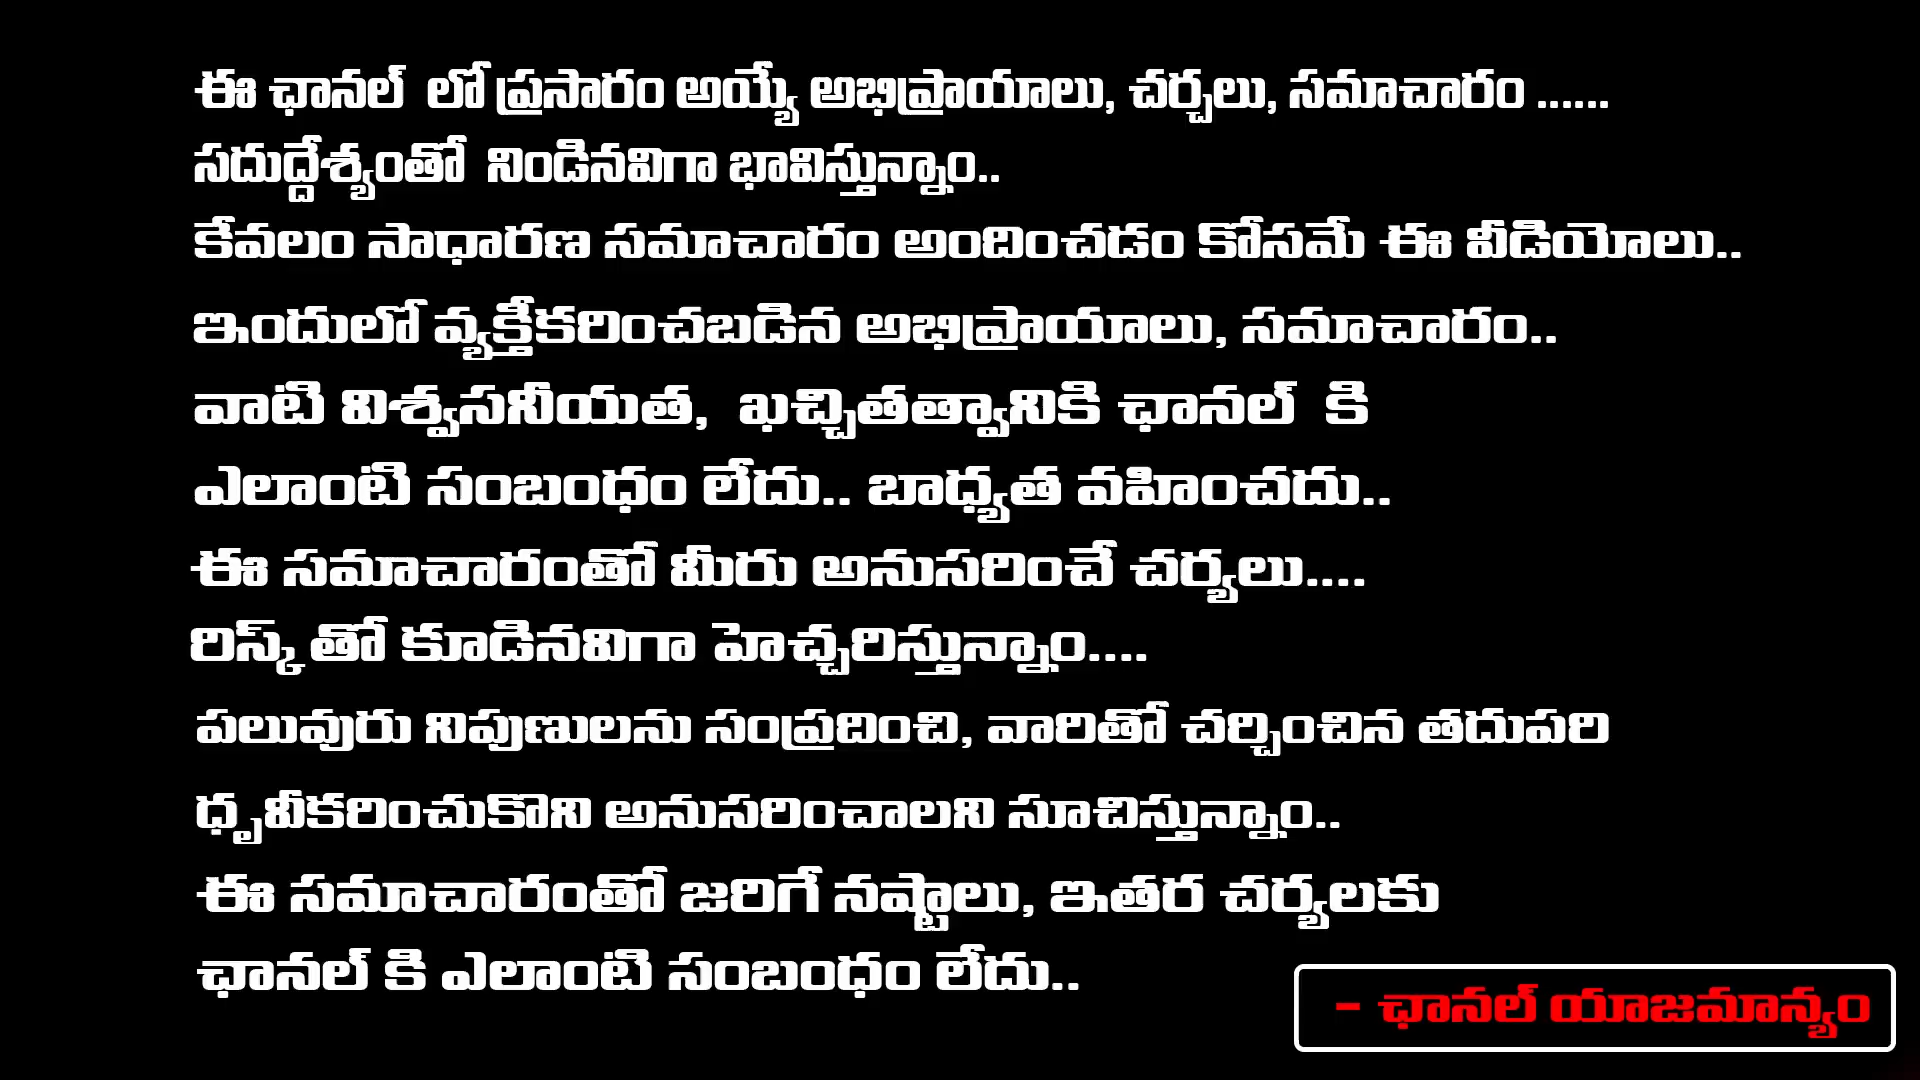 ఈ ఛానల్ లో ప్రసారం అయ్యే అభిప్రాయాలు, చర్చలు, సమాచారం ......
సదుద్దేశ్యంతో నిండినవిగా భావిస్తున్నాం..
కేవలం సాధారణ సమాచారం అందించడం కోసమే ఈ వీడియోలు..
ఇందులో వ్యక్తీకరించబడిన అభిప్రాయాలు, సమాచారం..
వాటి విశ్వసనీయత, ఖచ్చితత్వానికి ఛానల్ కి
ఎలాంటి సంబంధం లేదు.. బాధ్యత వహించదు..
ఈ సమాచారంతో మీరు అనుసరించే చర్యలు....
రిస్క్ తో కూడినవిగా హెచ్చరిస్తున్నాం....
పలువురు నిపుణులను సంప్రదించి, వారితో చర్చించిన తదుపరి
ధృవీకరించుకొని అనుసరించాలని సూచిస్తున్నాం..
ఈ సమాచారంతో జరిగే నష్టాలు, ఇతర చర్యలకు
ఛానల్ కి ఎలాంటి సంబంధం లేదు..
- ఛానల్ యాజమాన్యం